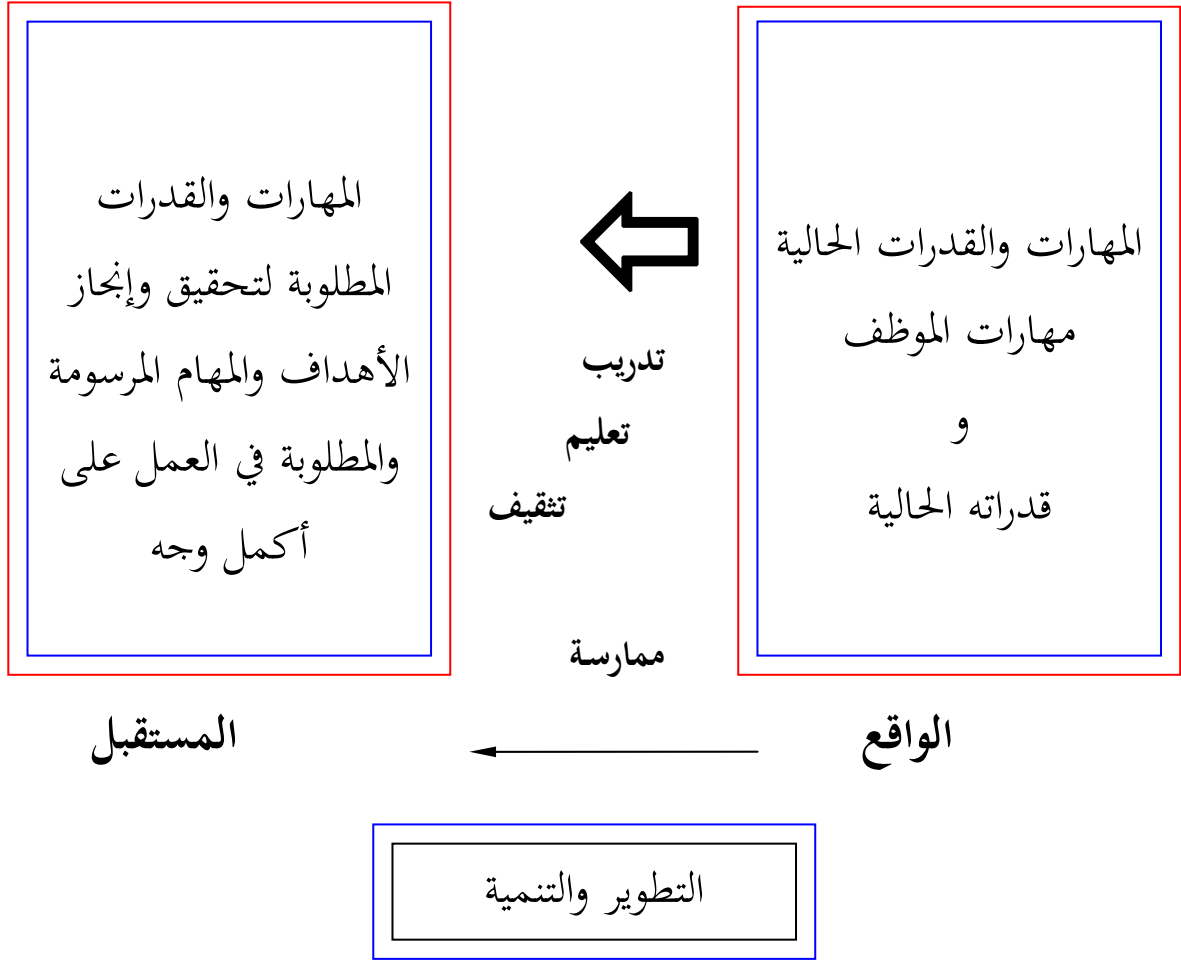 المهارات والقدرات الحالية
مهارات الموظف
و
قدراته الحالية
تدريب
تعليم
تثقيف
ممارسة
المهارات والقدرات
المطلوبة لتحقيق وإنجاز
الأهداف والمهام المرسومة
والمطلوبة في العمل على
أكمل وجه
الواقع
المستقبل
التطوير والتنمية